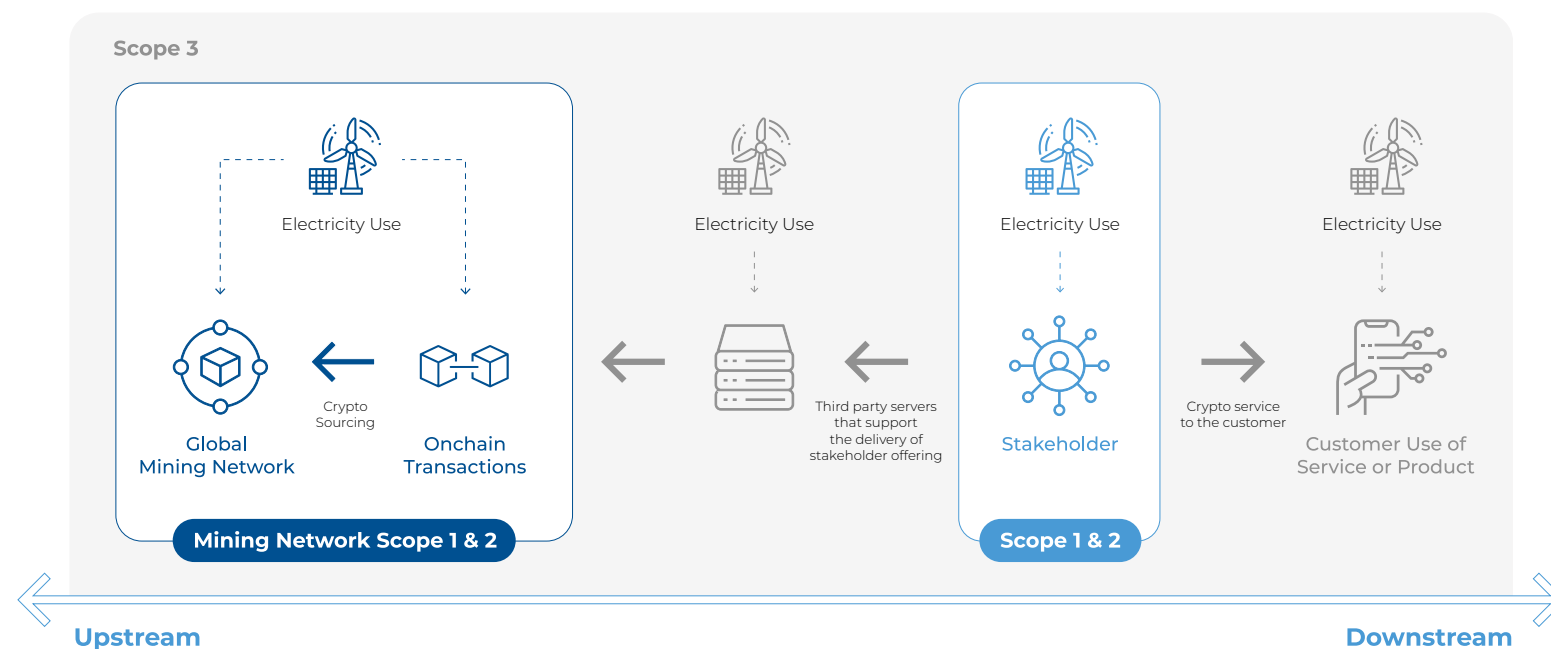 Scope 3
Electricity Use
Global
Mining Network
Crypto
Sourcing
Onchain
Transactions
Mining Network Scope 1 & 2
Electricity Use
Third party servers
that support
the delivery of
stakeholder offering
Electricity Use
Stakeholder
Scope 1 & 2
Crypto service
to the customer
Electricity Use
Customer Use of
Service or Product
Upstream
Downstream